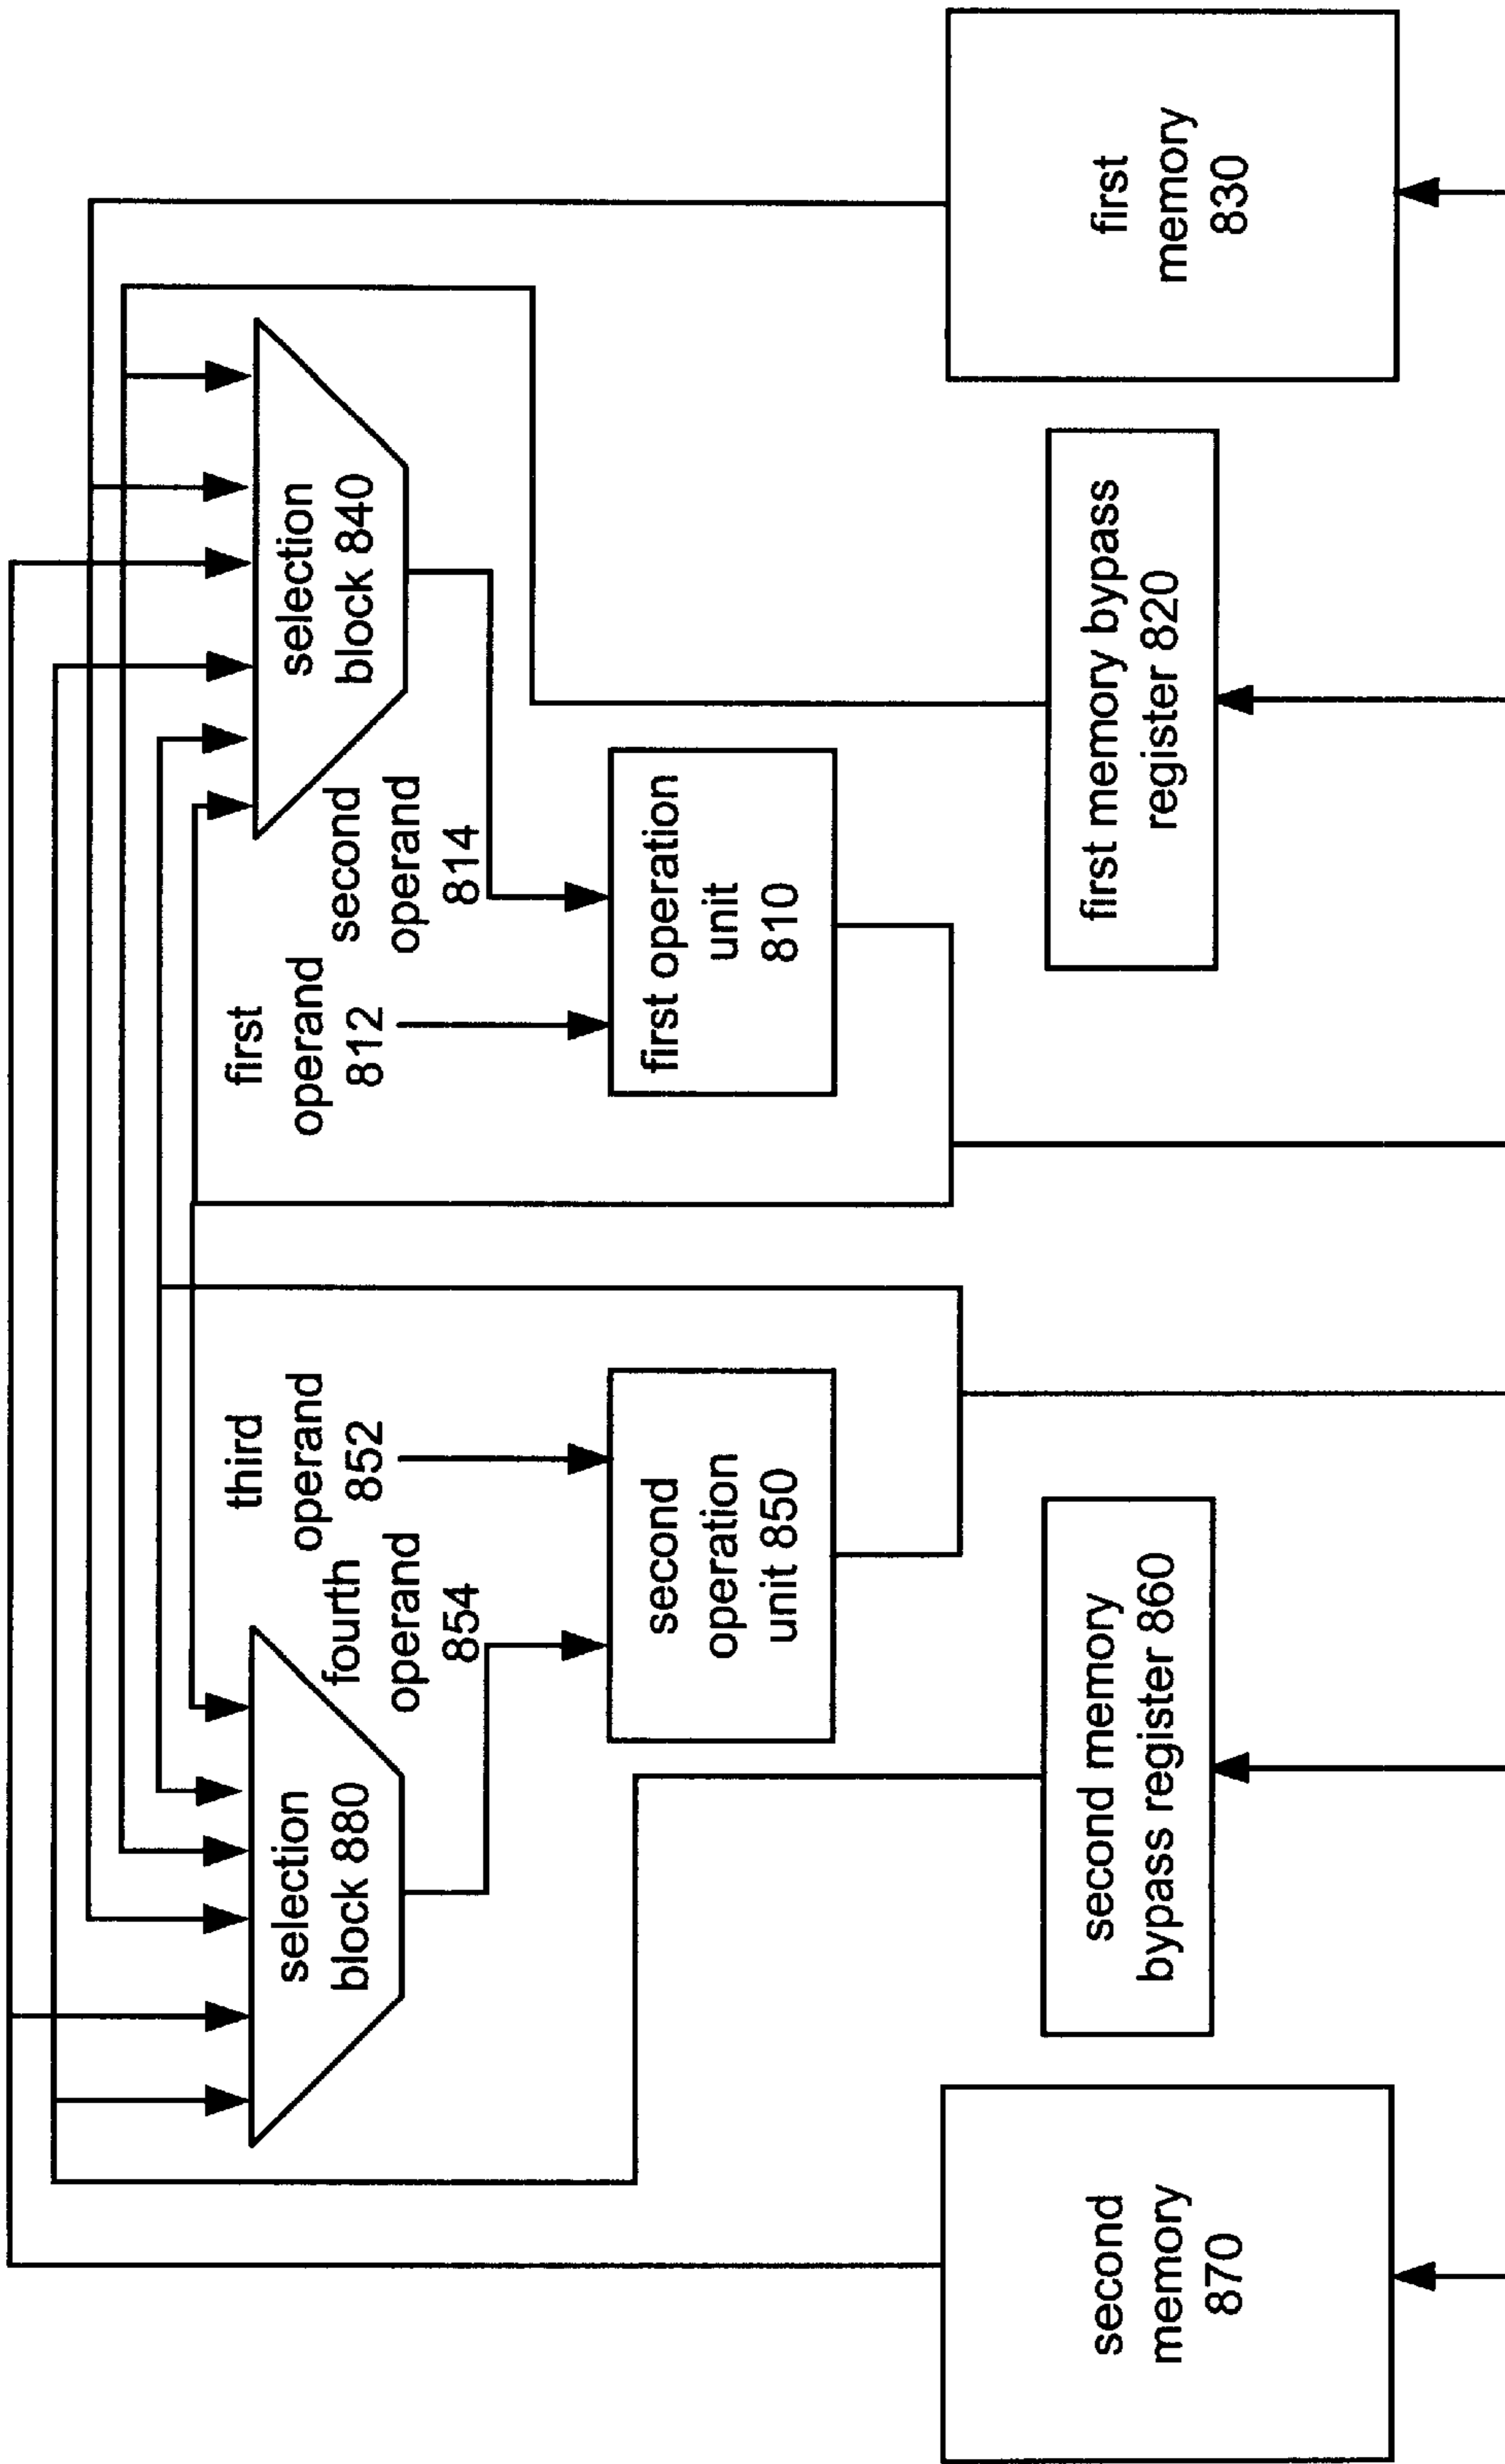 selection
block 880
selection
block 840
third
operand
852
fourth
operand
854
first
operand
812
second
operand
814
second
operation
unit 850
first operation
unit
810
second
memory
870
second memory
bypass register 860
first memory bypass
register 820
first
memory
830